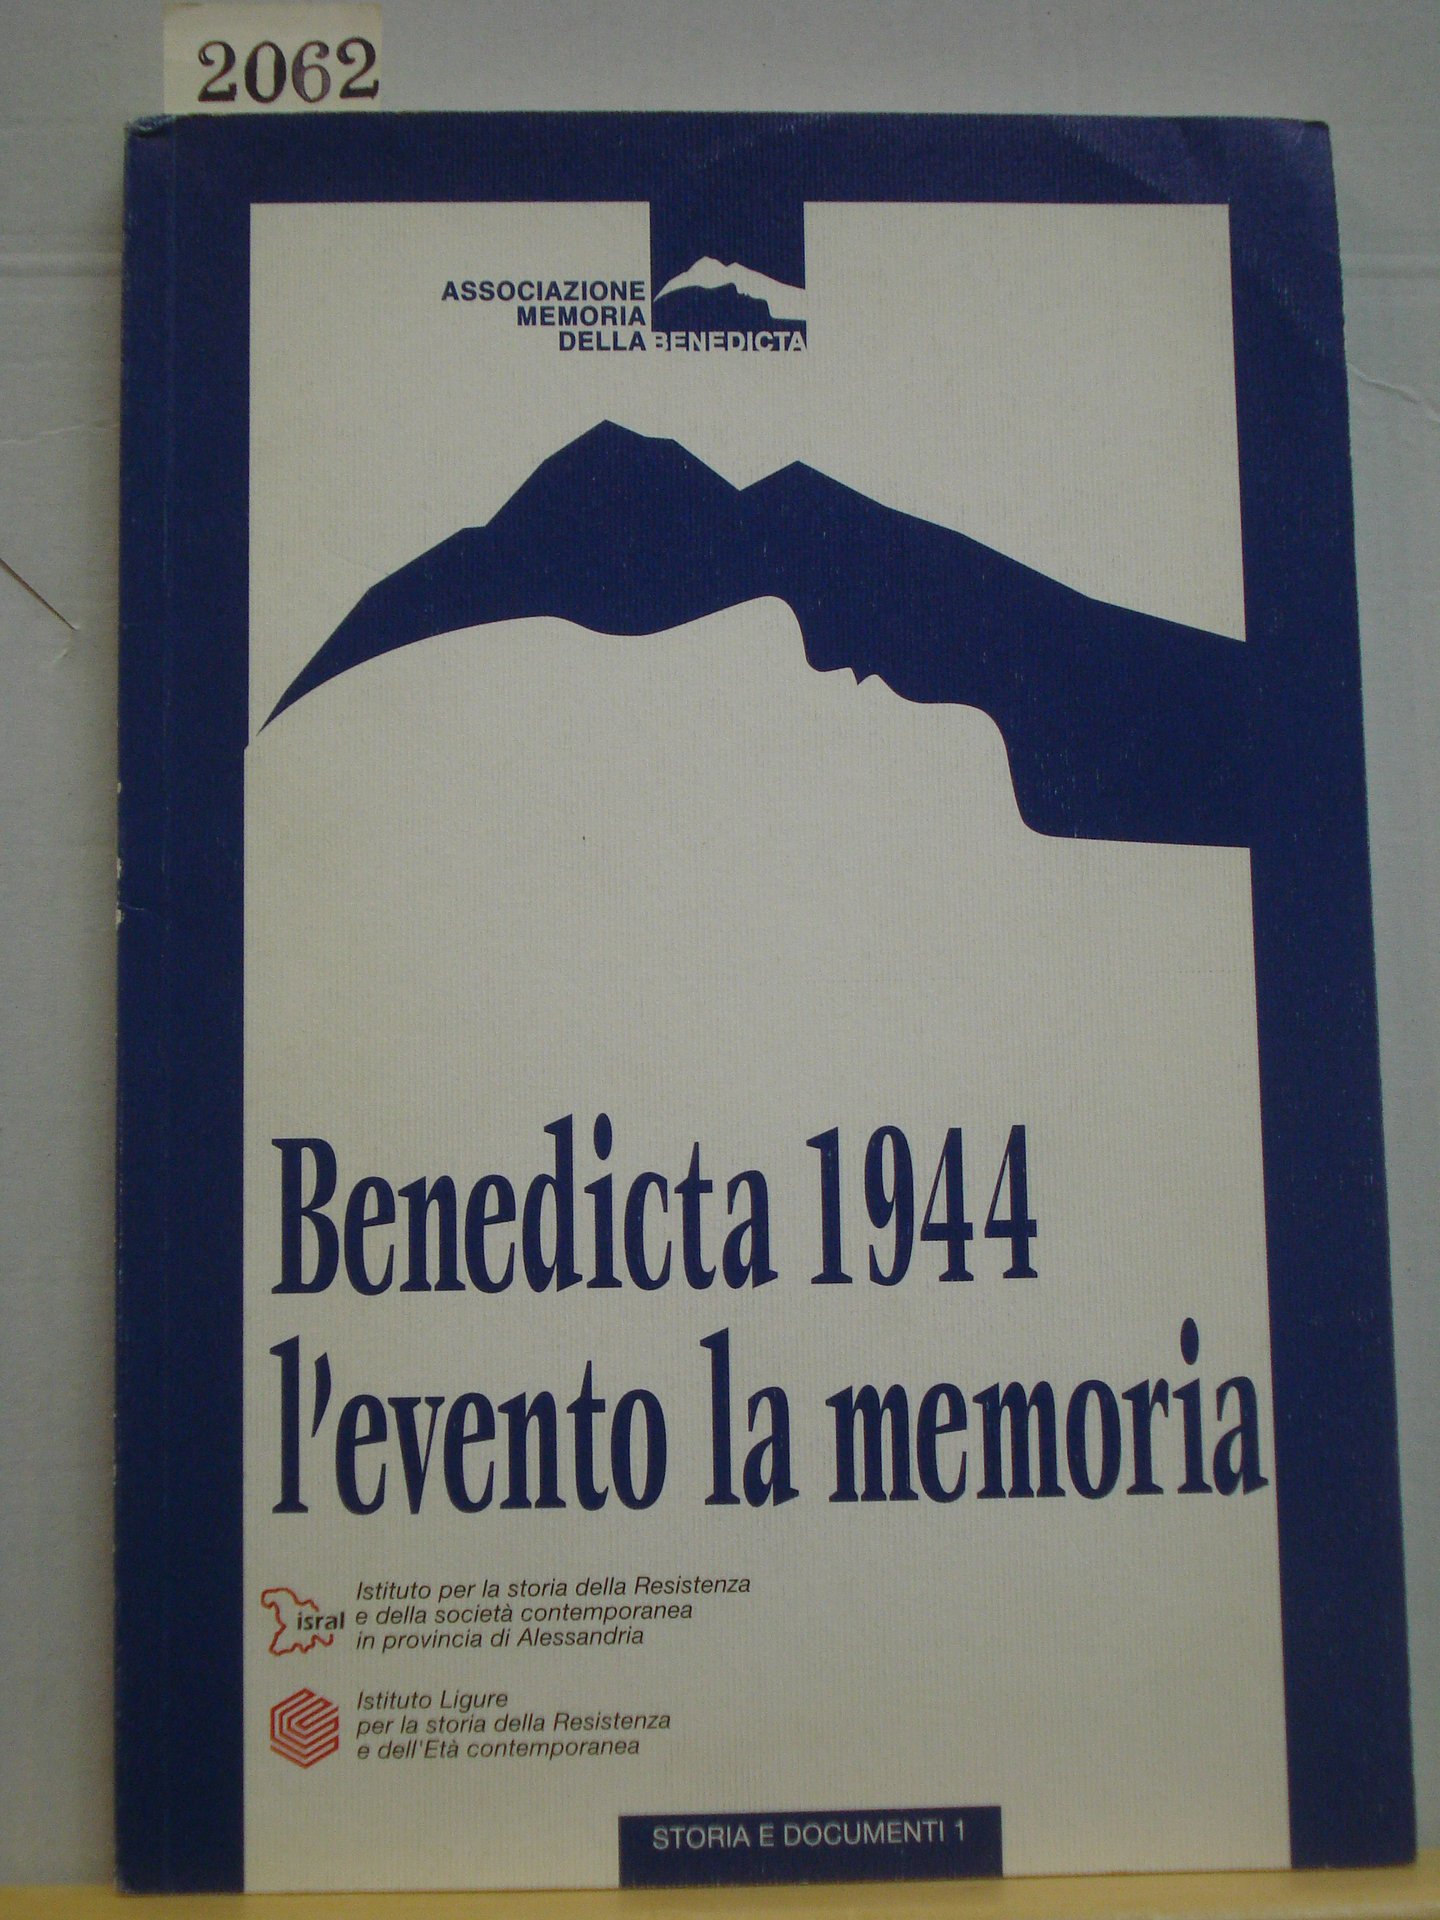 2062
ASSOCIAZIONE
MEMORIA
DELLA BENEDICTA
Benedicta 1944
l'evento la memoria
isral
Istituto per la storia della Resistenza
e della società contemporanea
in provincia di Alessandria
Istituto Ligure
per la storia della Resistenza
e dell'Età contemporanea
STORIA E DOCUMENTI 1